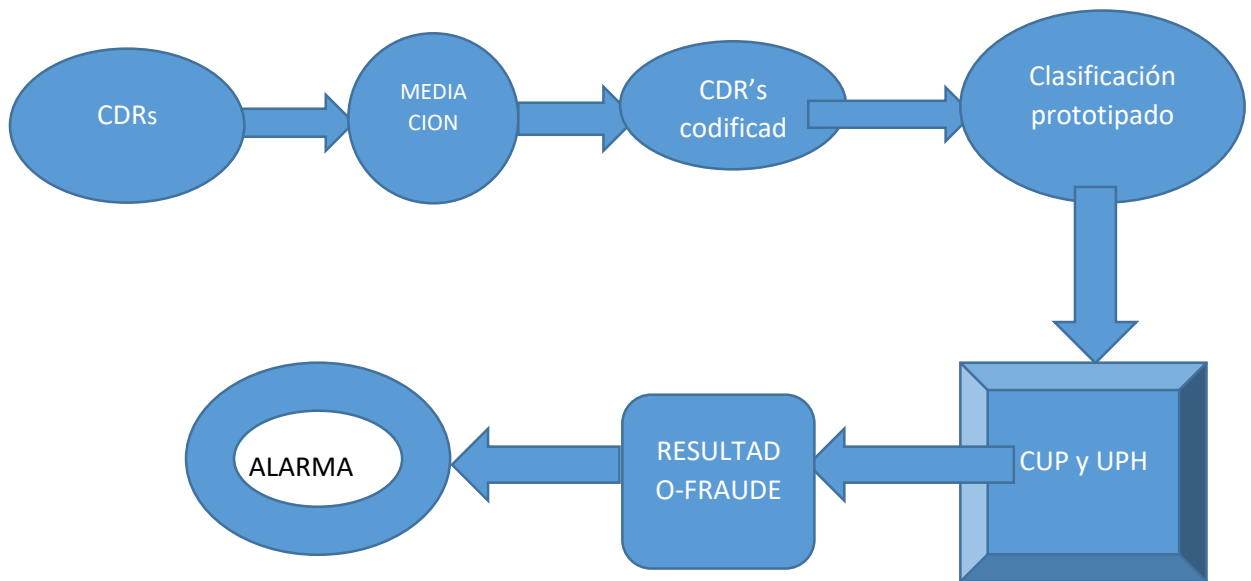 CDRs
MEDIA
CION
CDR’s
codificad
Clasificación
prototipado
CUP y UPH
RESULTAD
O-FRAUDE
ALARMA